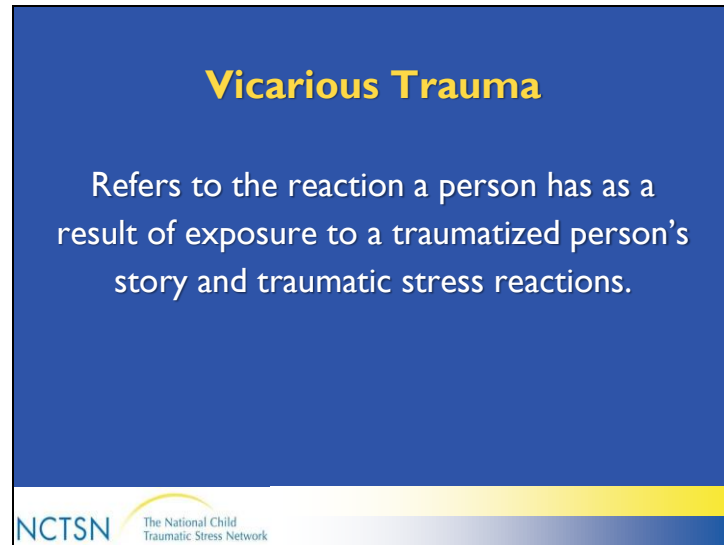 Vicarious Trauma
Refers to the reaction a person has as a
result of exposure to a traumatized person’s
story and traumatic stress reactions.
NCTSN
The National Child
Traumatic Stress Network